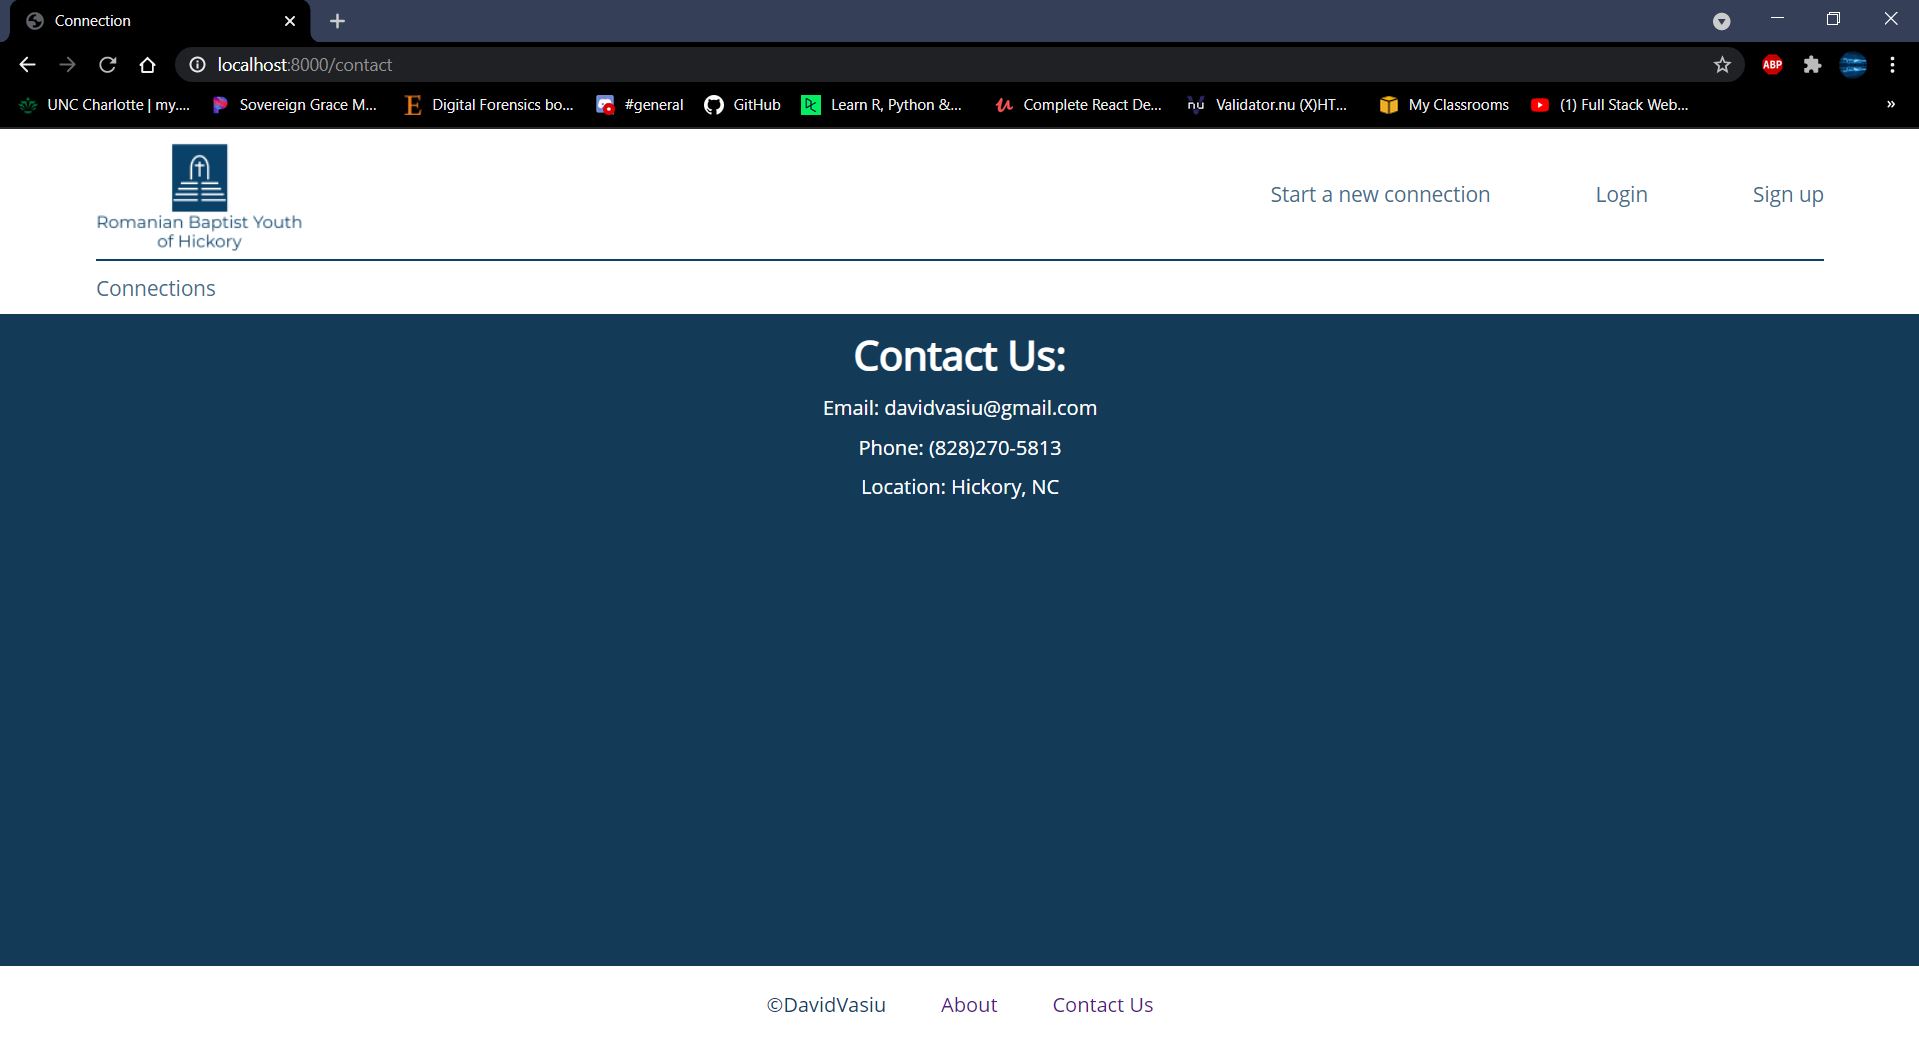 Connection
localhost:8000/contact
ABP
UNC Charlotte | my....
Sovereign Grace M...
E
Digital Forensics bo...
#general
GitHub
DC
Learn R, Python &...
Complete React De...
nu
Validator.nu (X)HT...
My Classrooms
(1) Full Stack Web...
»
Romanian Baptist Youth
of Hickory
Start a new connection
Login
Sign up
Connections
Contact Us:
Email: davidvasiu@gmail.com
Phone: (828)270-5813
Location: Hickory, NC
©DavidVasiu
About
Contact Us